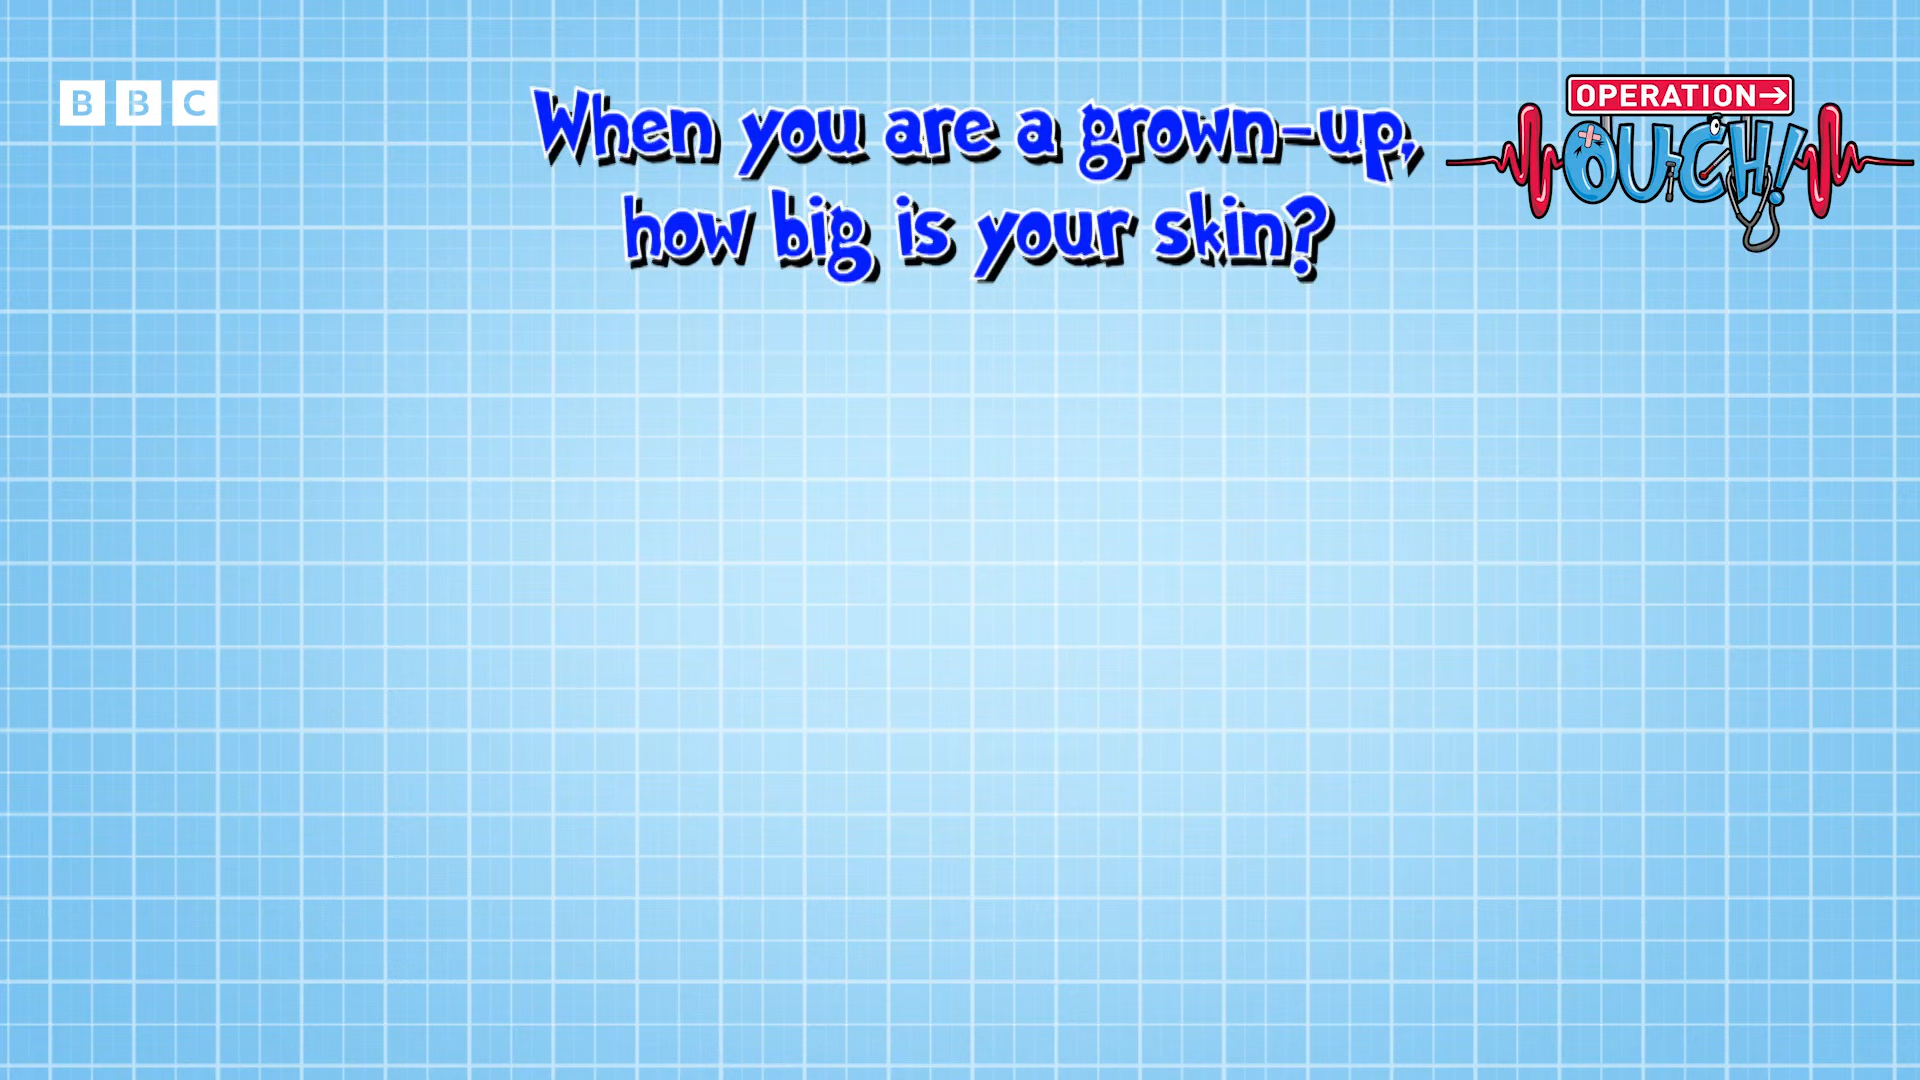 BBC
When you are a grown-up,
how big is your skin?
OPERATION→
OUCH!